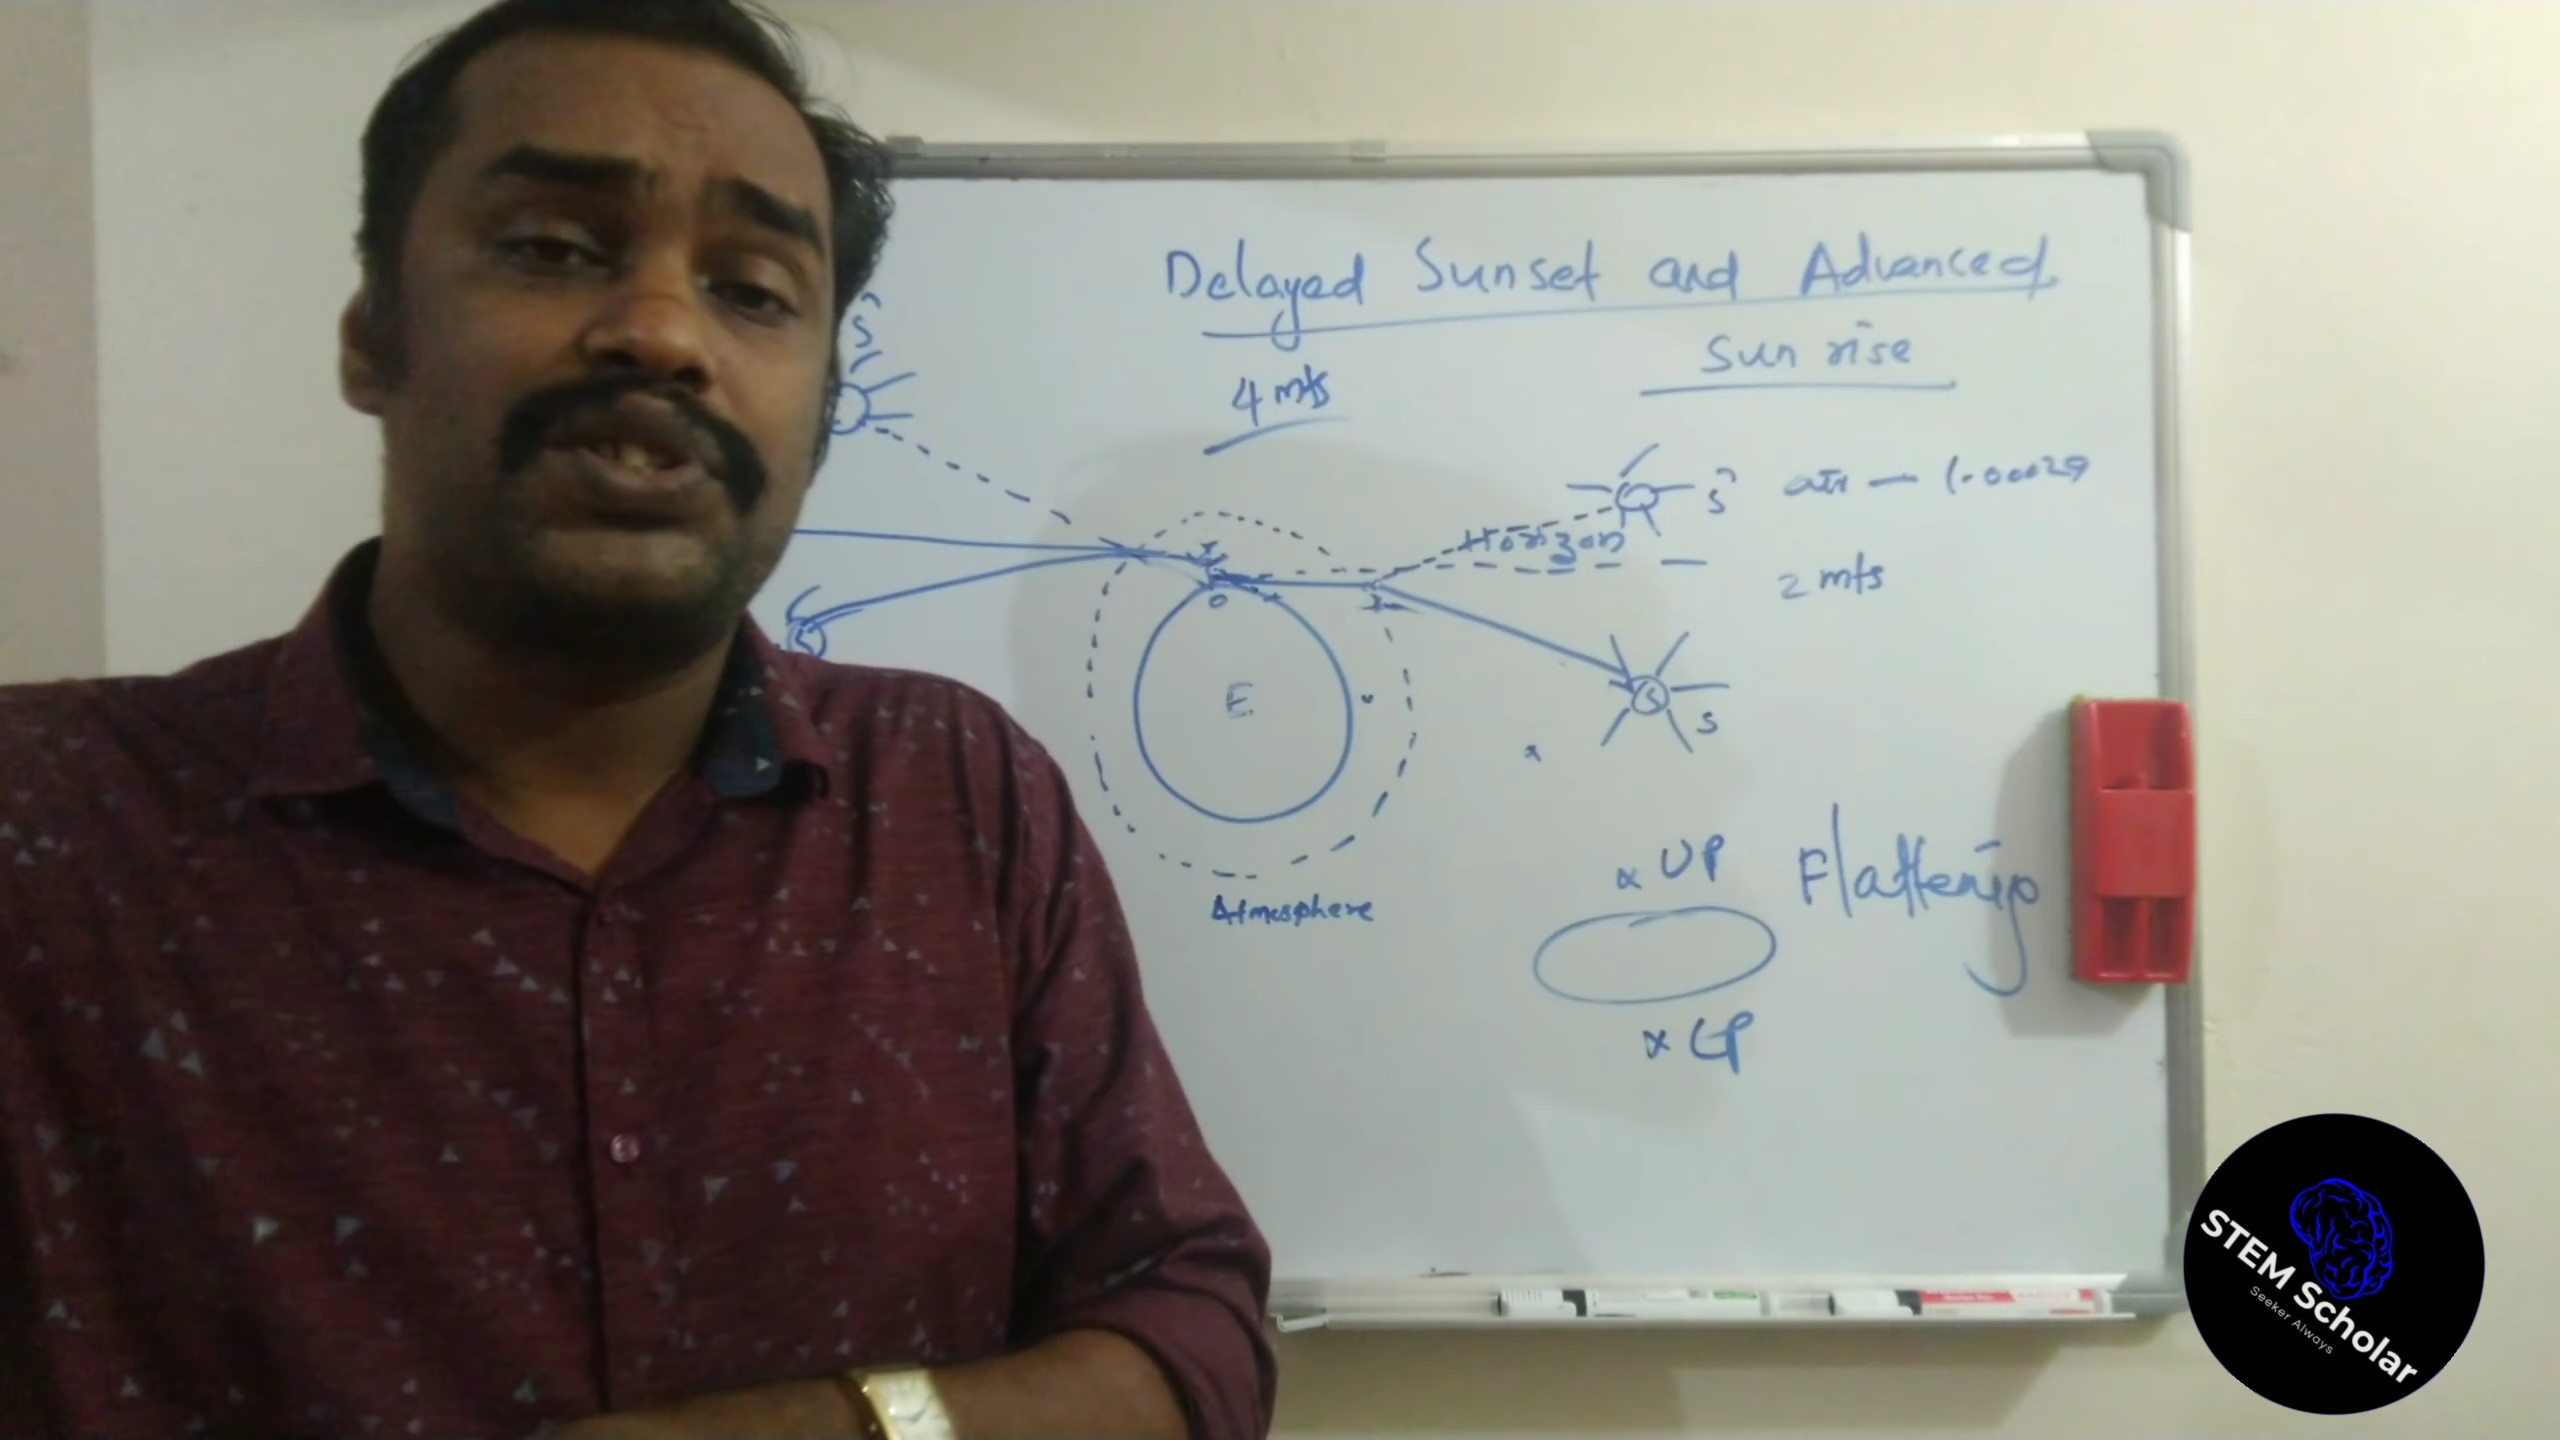 Delayed Sunset and Advanced
Sun rise
4 mts
S
S
air — 1.00029
Horizon
2 mts
O
S
S
S
E
Atmosphere
x UP
Flattening
x LP
STEM Scholar
Seeker Always